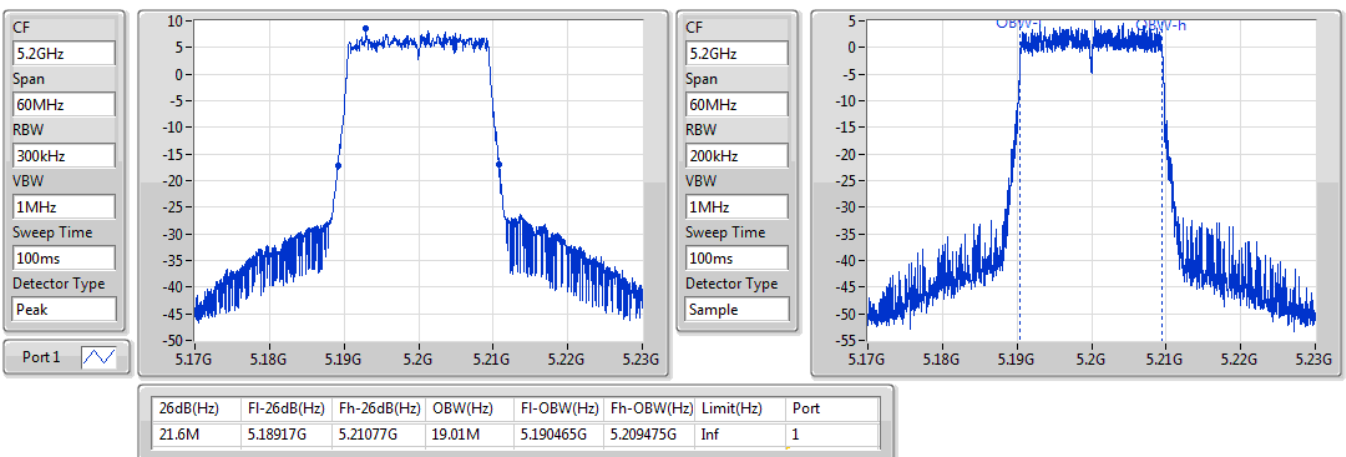 CF
5.2GHz
Span
60MHz
RBW
300kHz
VBW
1MHz
Sweep Time
100ms
Detector Type
Peak
Port 1
10
5
0
-5
-10
-15
-20
-25
-30
-35
-40
-45
-50
5.17G 5.18G 5.19G 5.2G 5.21G 5.22G 5.23G
CF
5.2GHz
Span
60MHz
RBW
200kHz
VBW
1MHz
Sweep Time
100ms
Detector Type
Sample
OBW-l OBW-h
5
0
-5
-10
-15
-20
-25
-30
-35
-40
-45
-50
-55
5.17G 5.18G 5.19G 5.2G 5.21G 5.22G 5.23G
26dB(Hz) Fl-26dB(Hz) Fh-26dB(Hz) OBW(Hz) Fl-OBW(Hz) Fh-OBW(Hz) Limit(Hz) Port
21.6M 5.18917G 5.21077G 19.01M 5.190465G 5.209475G Inf 1